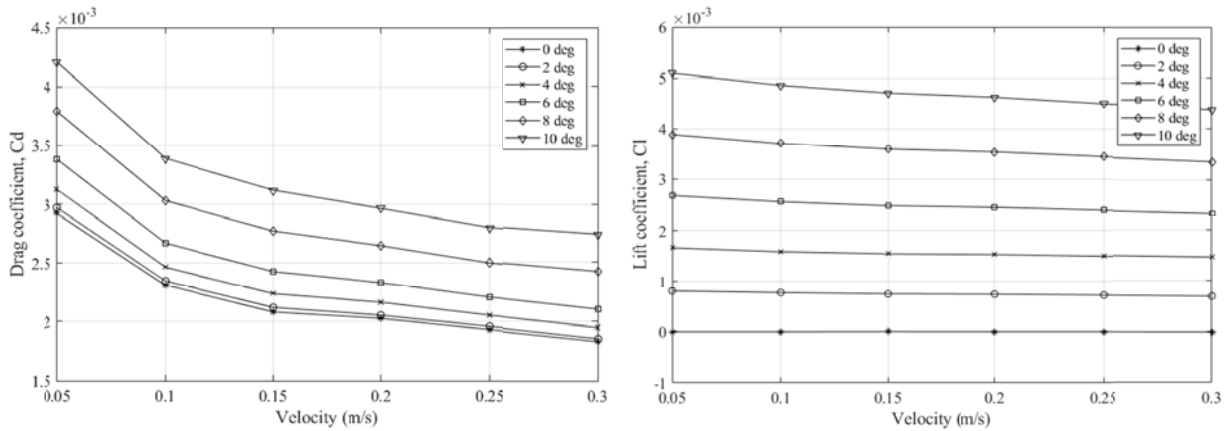 ×10⁻³
4.5
4
3.5
3
2.5
2
1.5
Drag coefficient, Cd
0 deg
2 deg
4 deg
6 deg
8 deg
10 deg
0.05 0.1 0.15 0.2 0.25 0.3
Velocity (m/s)
×10⁻³
6
5
4
3
2
1
0
-1
Lift coefficient, Cl
0 deg
2 deg
4 deg
6 deg
8 deg
10 deg
0.05 0.1 0.15 0.2 0.25 0.3
Velocity (m/s)